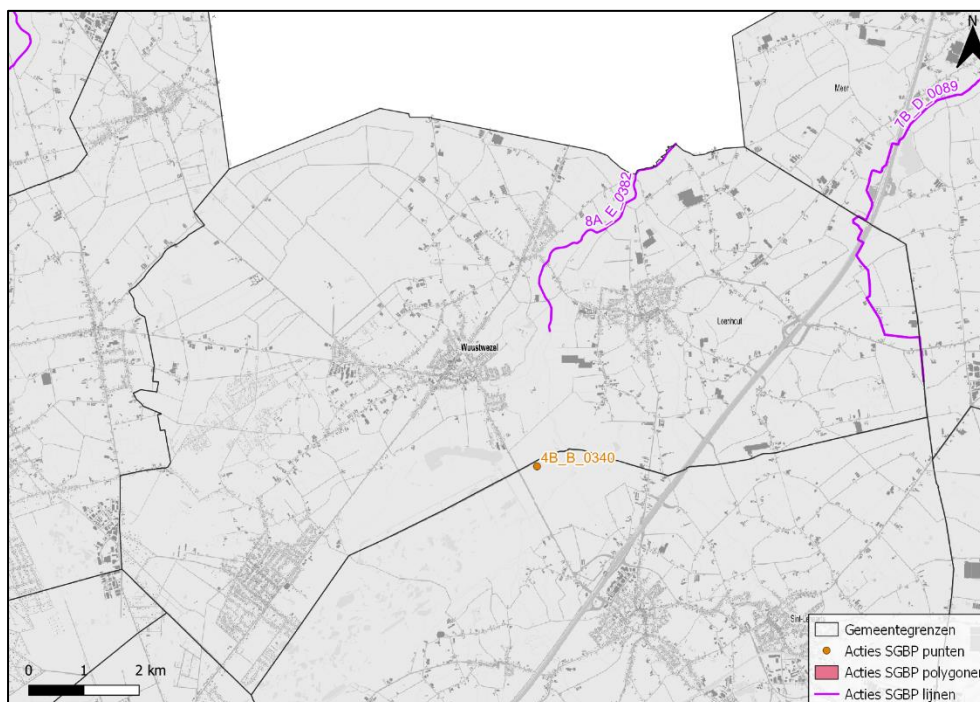 N
Meer
7B_D_0089
8A_E_0382
Loenhout
Wuustwezel
4B_B_0340
0 1 2 km
Gemeentegrenzen
Acties SGBP punten
Acties SGBP polygonen
Acties SGBP lijnen